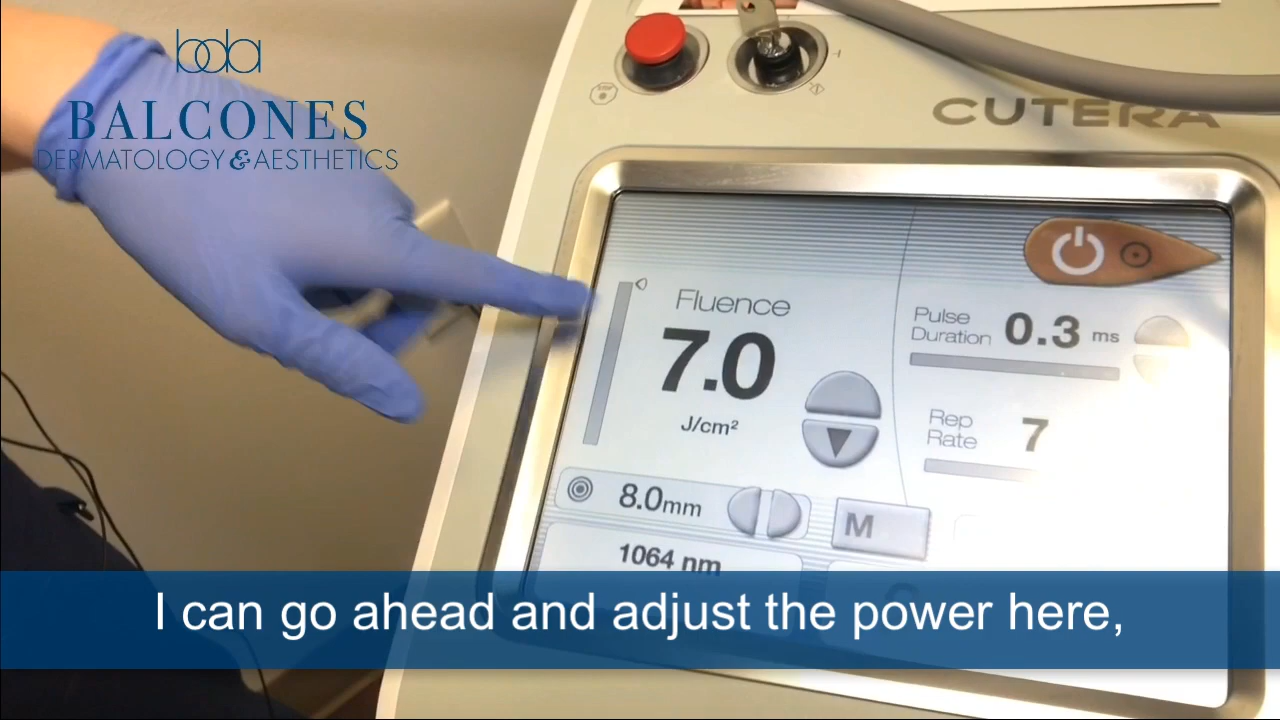 bda
BALCONES
DERMATOLOGY & AESTHETICS
CUTERA
Fluence
7.0
J/cm²
Pulse
Duration
0.3 ms
Rep
Rate
7
8.0mm
M
1064 nm
I can go ahead and adjust the power here,